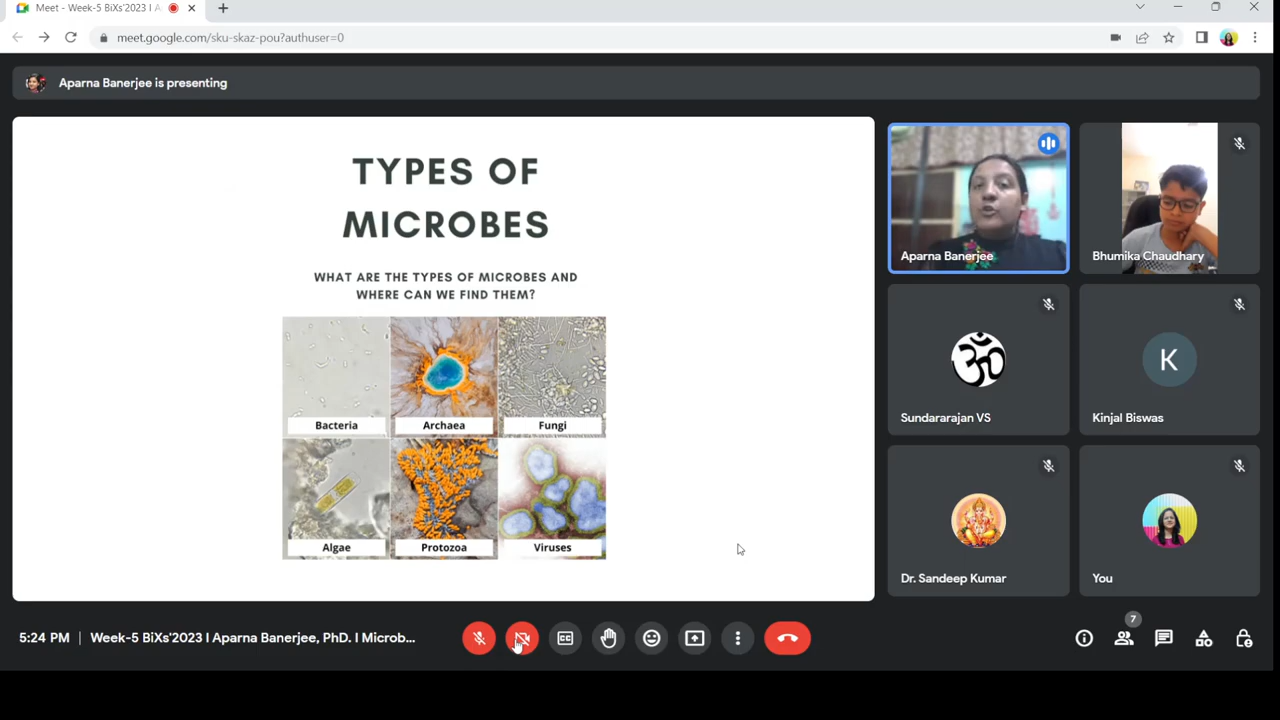 Meet - Week-5 BiXs'2023 I A
meet.google.com/sku-skaz-pou?authuser=0
Aparna Banerjee is presenting
TYPES OF
MICROBES
WHAT ARE THE TYPES OF MICROBES AND
WHERE CAN WE FIND THEM?
Bacteria
Archaea
Fungi
Algae
Protozoa
Viruses
Aparna Banerjee
Bhumika Chaudhary
ॐ
Sundararajan VS
K
Kinjal Biswas
Dr. Sandeep Kumar
You
5:24 PM | Week-5 BiXs'2023 I Aparna Banerjee, PhD. I Microb...
CC
7